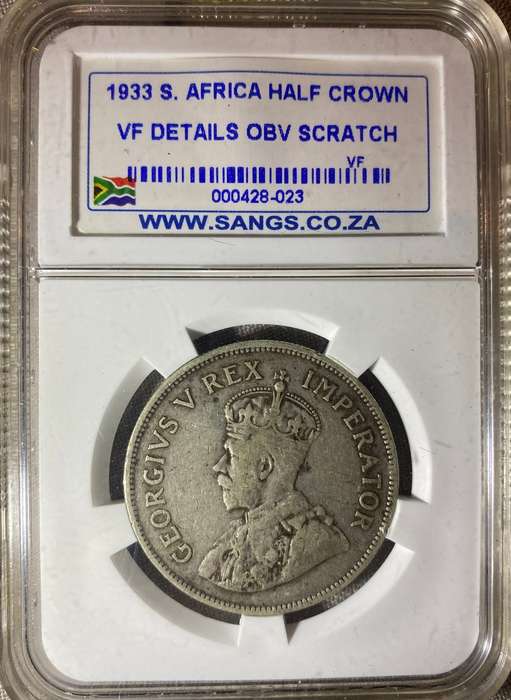 1933 S. AFRICA HALF CROWN
VF DETAILS OBV SCRATCH
VF
000428-023
WWW.SANGS.CO.ZA
GEORGIVS V REX IMPERATOR